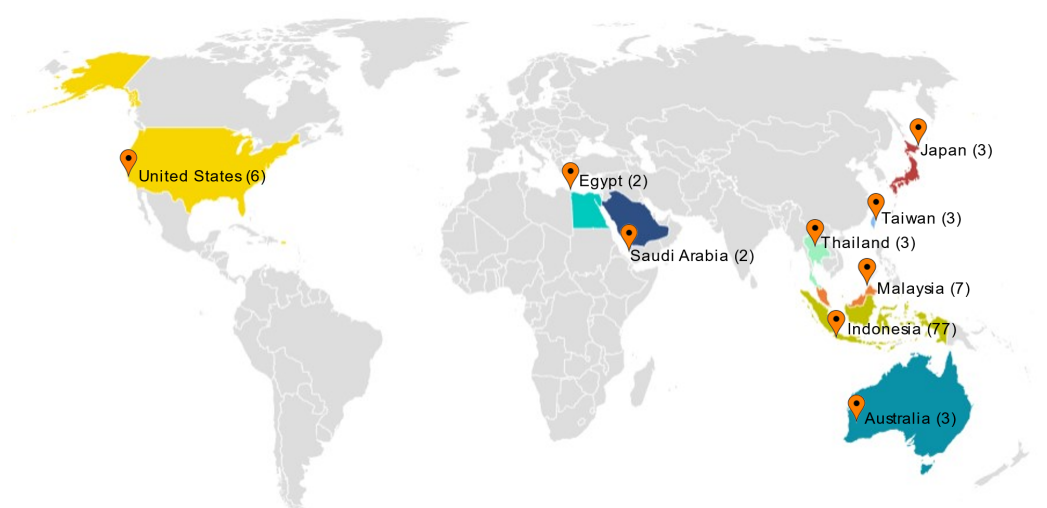 Japan (3)
United States (6)
Egypt (2)
Taiwan (3)
Thailand (3)
Saudi Arabia (2)
Malaysia (7)
Indonesia (77)
Australia (3)